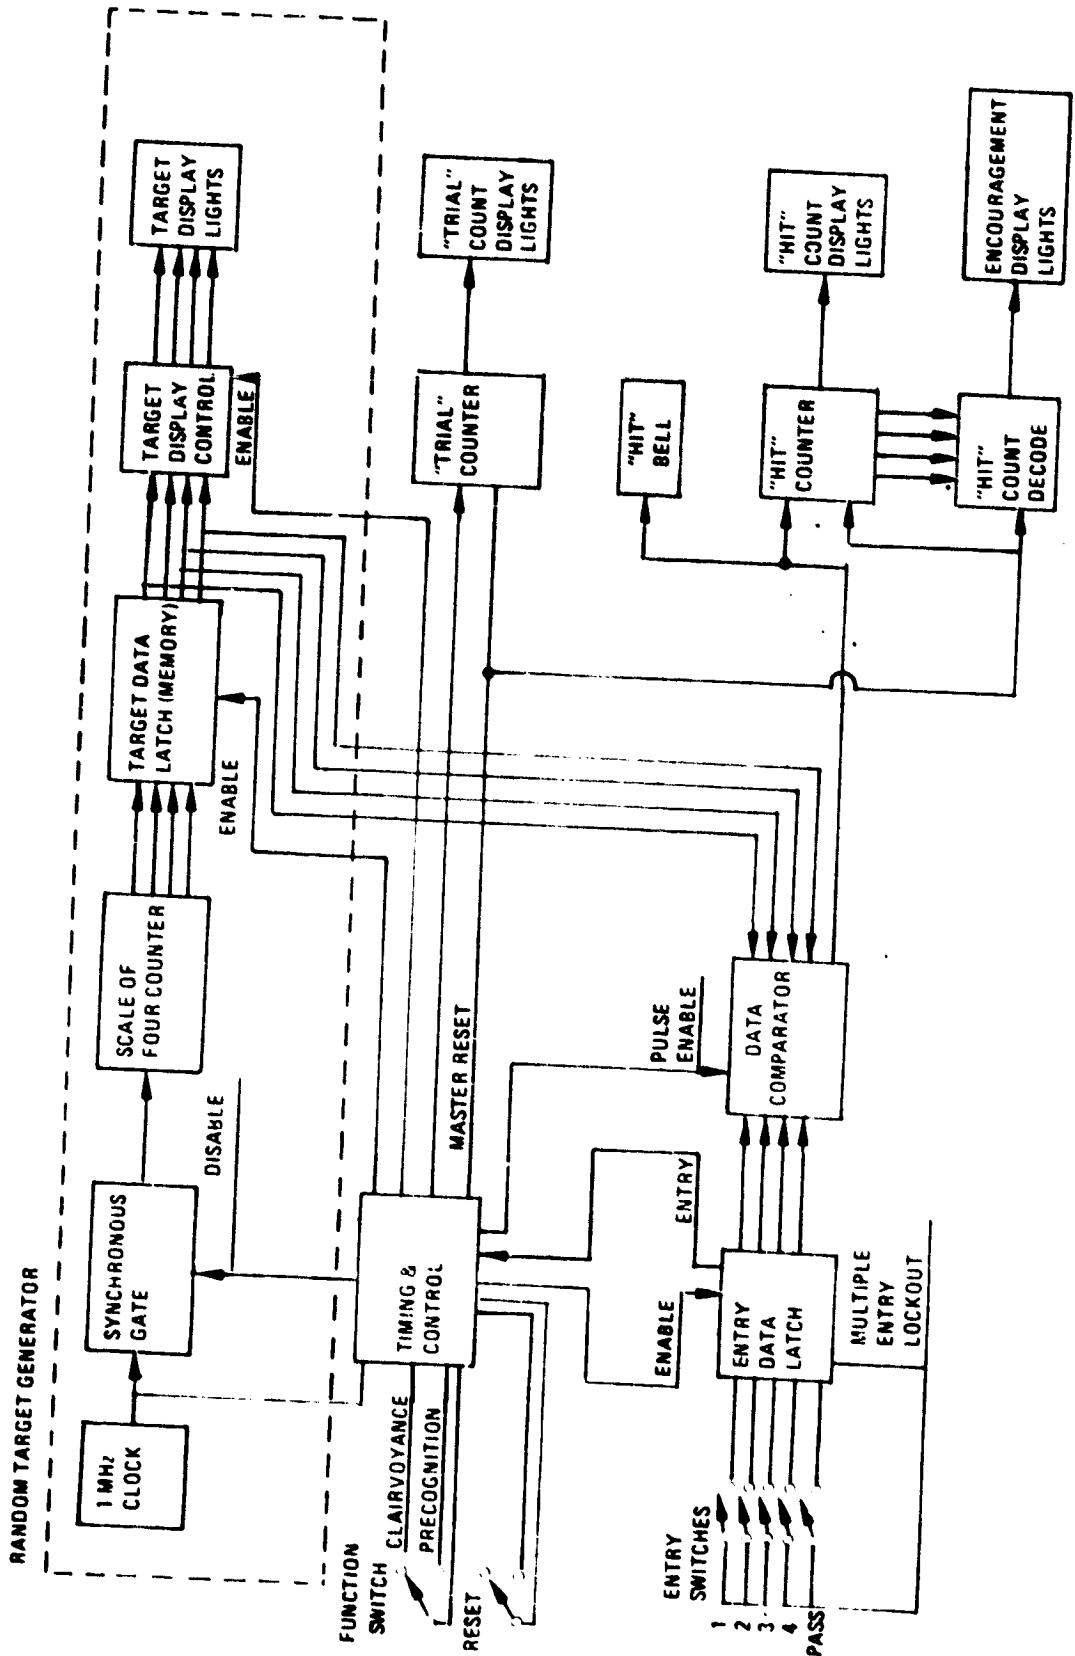 RANDOM TARGET GENERATOR
1 MHz
CLOCK
SYNCHRONOUS
GATE
DISABLE
SCALE OF
FOUR COUNTER
ENABLE
TARGET DATA
LATCH (MEMORY)
TARGET
DISPLAY
CONTROL
ENABLE
TARGET
DISPLAY
LIGHTS
FUNCTION
SWITCH
CLAIRVOYANCE
PRECOGNITION
RESET
TIMING &
CONTROL
MASTER RESET
"TRIAL"
COUNTER
"TRIAL"
COUNT
DISPLAY
LIGHTS
ENTRY
SWITCHES
1
2
3
4
PASS
ENABLE
ENTRY
ENTRY
DATA
LATCH
MULTIPLE
ENTRY
LOCKOUT
PULSE
ENABLE
DATA
COMPARATOR
"HIT"
BELL
"HIT"
COUNTER
"HIT"
COUNT
DISPLAY
LIGHTS
"HIT"
COUNT
DECODE
ENCOURAGEMENT
DISPLAY
LIGHTS